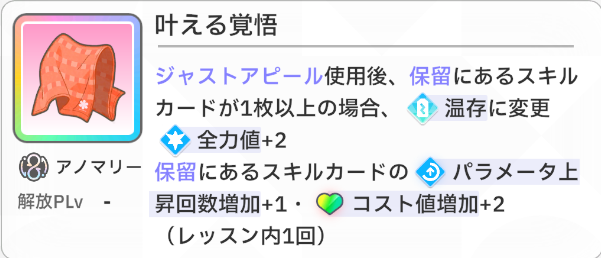 叶える覚悟
ジャストアピール使用後、保留にあるスキル
カードが1枚以上の場合、温存に変更
全力値+2
保留にあるスキルカードのパラメータ上
昇回数増加+1・コスト値増加+2
（レッスン内1回）
アノマリー
解放PLv -